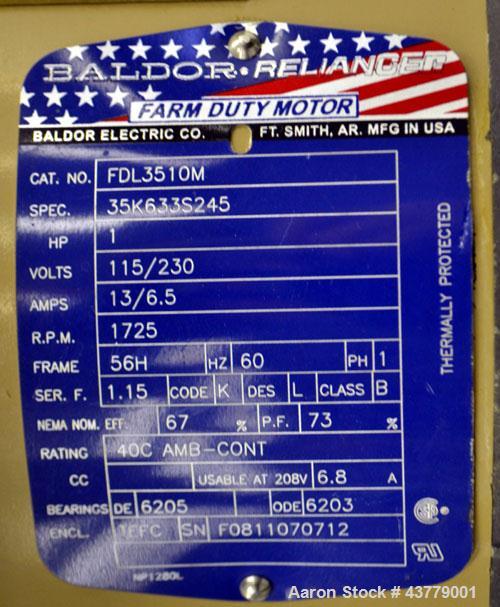 BALDOR • RELIANCER
FARM DUTY MOTOR
BALDOR ELECTRIC CO. FT. SMITH, AR. MFG IN USA
CAT. NO. FDL3510M
SPEC. 35K633S245
HP 1
VOLTS 115/230
AMPS 13/6.5
R.P.M. 1725
FRAME 56H HZ 60 PH 1
SER. F. 1.15 CODE K DES L CLASS B
NEMA NOM. EFF. 67 % P.F. 73 %
RATING 40C AMB-CONT
CC USABLE AT 208V 6.8 A
BEARINGS DE 6205 ODE 6203
ENCL. TEFC SN F0811070712
NP1280L
THERMALLY PROTECTED
Aaron Stock # 43779001